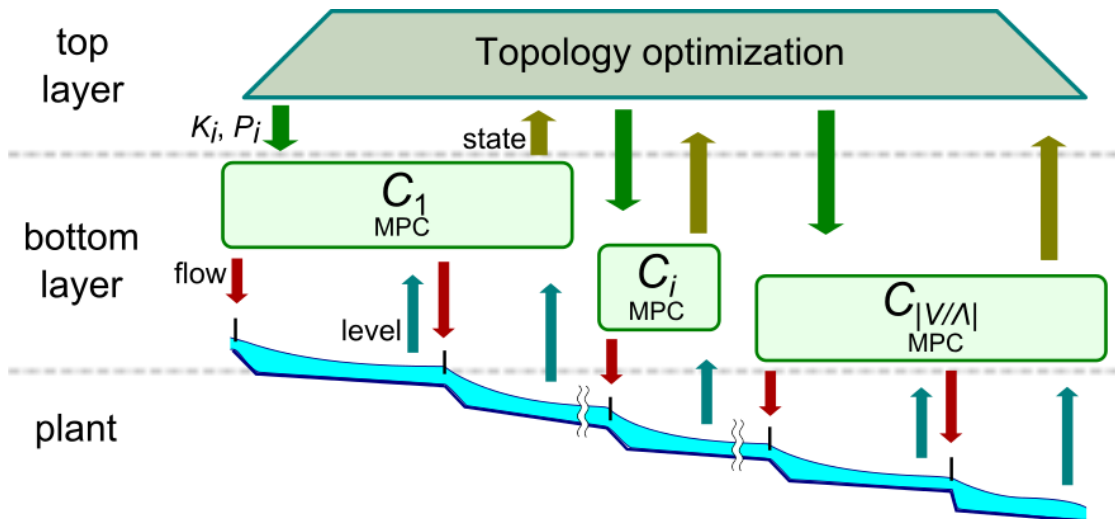 top
layer
Topology optimization
K_i, P_i
state
C_1
MPC
bottom
layer
flow
level
C_i
MPC
C_{|V/Λ|}
MPC
plant